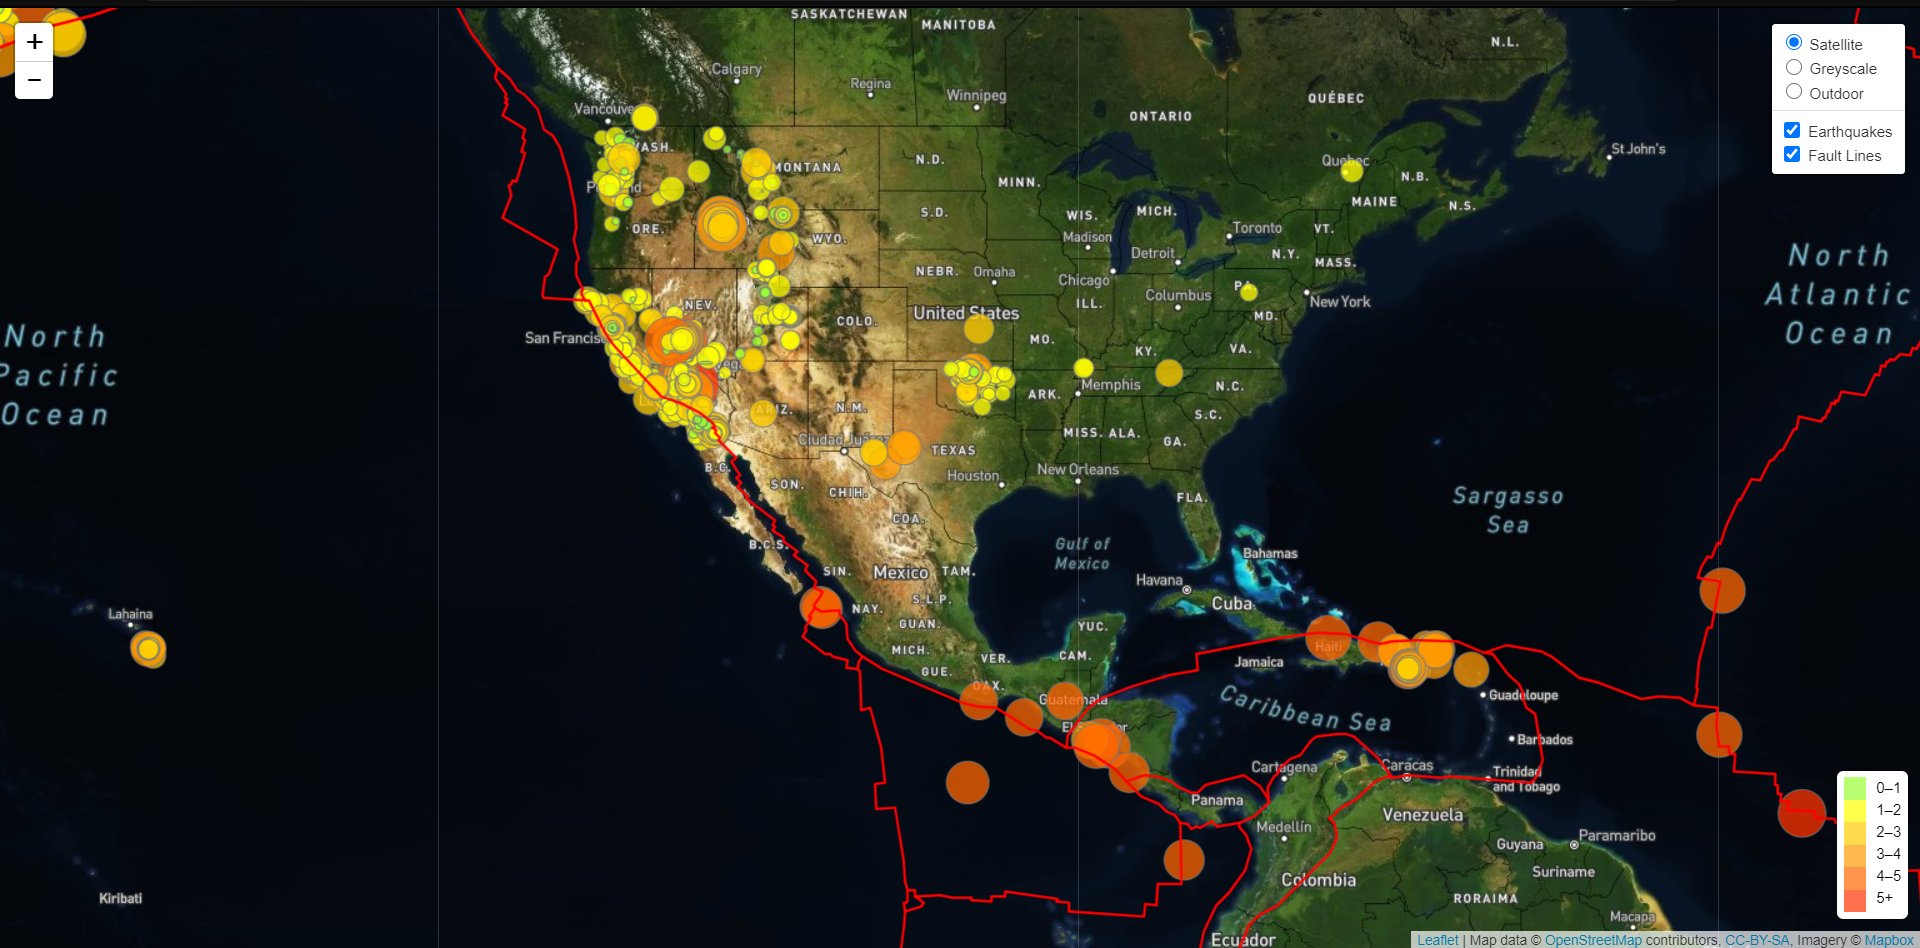 SASKATCHEWAN
MANITOBA
N.L.
Calgary
Regina
Winnipeg
QUÉBEC
ONTARIO
Vancouve
St John's
WASH.
MONTANA
N.D.
MINN.
Quebec
N.B.
MAINE
N.S.
S.D.
WIS.
MICH.
Madison
Toronto
VT.
ORE.
WYO.
Detroit
N.Y.
MASS.
NEBR.
Omaha
Chicago
PA.
Columbus
New York
NEV.
COLO.
United States
ILL.
MD.
San Francis
MO.
KY.
VA.
Memphis
ARK.
N.C.
ARIZ.
N.M.
S.C.
MISS.
ALA.
GA.
Ciudad Juárez
TEXAS
B.C.
SON.
CHIH.
Houston
New Orleans
FLA.
COA.
B.C.S.
SIN.
Mexico
TAM.
Gulf of
Mexico
Bahamas
Havana
Cuba
NAY.
S.L.P.
GUAN.
YUC.
MICH.
VER.
CAM.
GUE.
OAX.
Haiti
Jamaica
Guatemala
Guadeloupe
Caribbean Sea
Barbados
Cartagena
Caracas
Trinidad
and Tobago
Panama
Venezuela
Medellín
Paramaribo
Guyana
Suriname
Colombia
RORAIMA
Macapa
Ecuador
North
Pacific
Ocean
Lahaina
Kiribati
North
Atlantic
Ocean
Sargasso
Sea
+
−
Satellite
Greyscale
Outdoor
Earthquakes
Fault Lines
0–1
1–2
2–3
3–4
4–5
5+
Leaflet | Map data © OpenStreetMap contributors, CC-BY-SA, Imagery © Mapbox